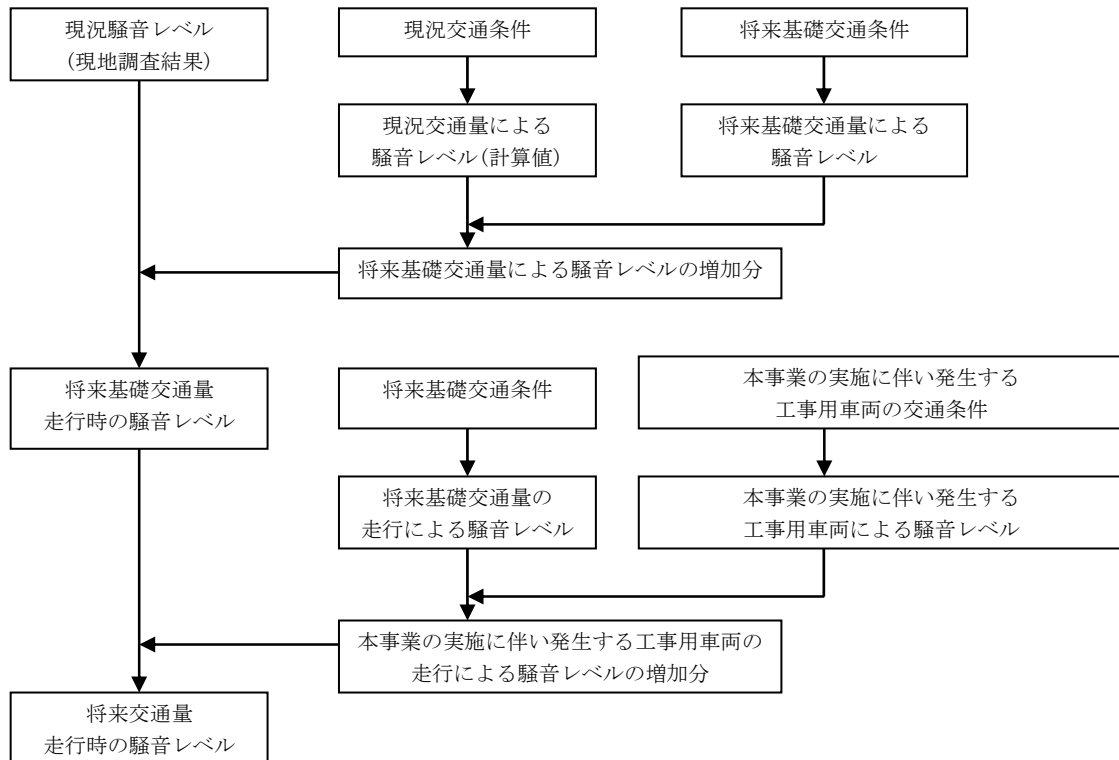 現況騒音レベル
(現地調査結果)
現況交通条件
将来基礎交通条件
現況交通量による
騒音レベル(計算値)
将来基礎交通量による
騒音レベル
将来基礎交通量による騒音レベルの増加分
将来基礎交通量
走行時の騒音レベル
将来基礎交通条件
本事業の実施に伴い発生する
工事用車両の交通条件
将来基礎交通量の
走行による騒音レベル
本事業の実施に伴い発生する
工事用車両による騒音レベル
本事業の実施に伴い発生する工事用車両の
走行による騒音レベルの増加分
将来交通量
走行時の騒音レベル